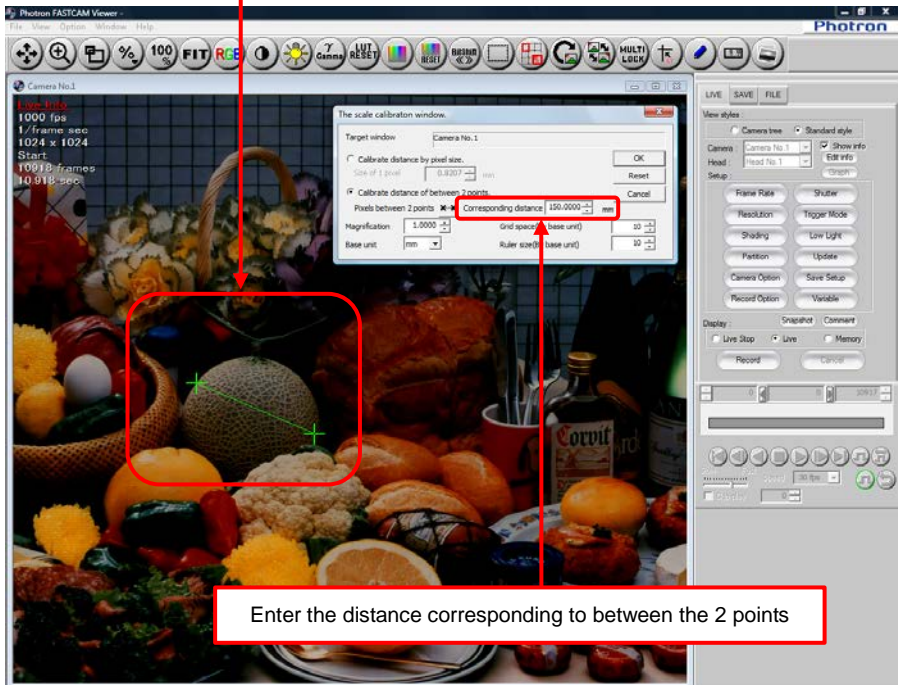 Photron FASTCAM Viewer -
File View Option Window Help
Photron
% 100 % FIT RGB Gamma LUT RESET RESET MULTI LOCK
Camera No.1
Live Info
1000 fps
1/frame sec
1024 x 1024
Start
10918 frames
10.918 sec
The scale calibraton window.
Target window Camera No.1
Calibrate distance by pixel size.
Size of 1 pixel 0.8207 mm
OK
Reset
Calibrate distance of between 2 points.
Cancel
Pixels between 2 points Corresponding distance 150.0000 mm
Magnification 1.0000 Grid space( base unit) 10
Base unit mm Ruler size( base unit) 10
Corvit
Enter the distance corresponding to between the 2 points
LIVE SAVE FILE
View styles :
Camera tree Standard style
Camera : Camera No.1 Show info
Head : Head No.1 Edit info
Setup : Graph
Frame Rate Shutter
Resolution Trigger Mode
Shading Low Light
Partition Update
Camera Option Save Setup
Record Option Variable
Display : Snapshot Comment
Live Stop Live Memory
Record Cancel
0 0 10917
30 fps
0